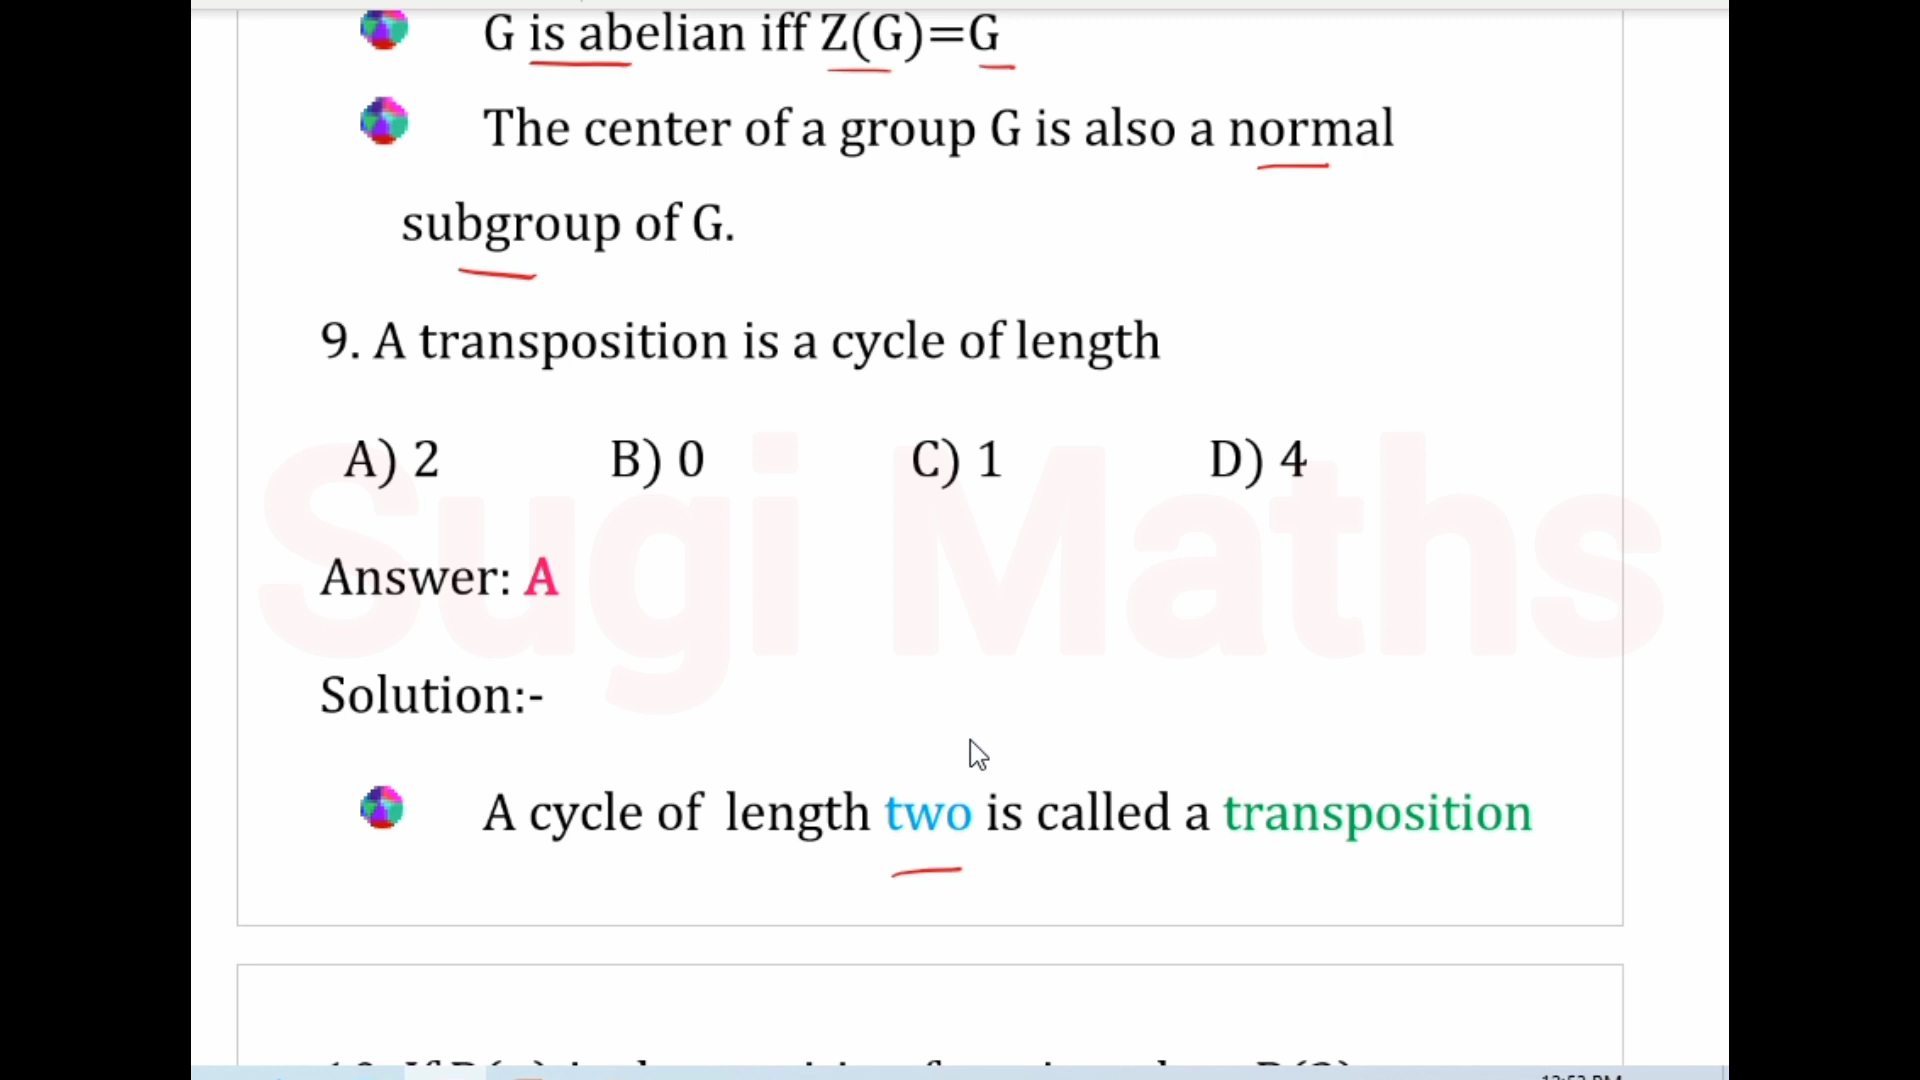 G is abelian iff Z(G)=G
The center of a group G is also a normal
subgroup of G.
9. A transposition is a cycle of length
A) 2 B) 0 C) 1 D) 4
Sugi Maths
Answer: A
Solution:-
A cycle of length two is called a transposition